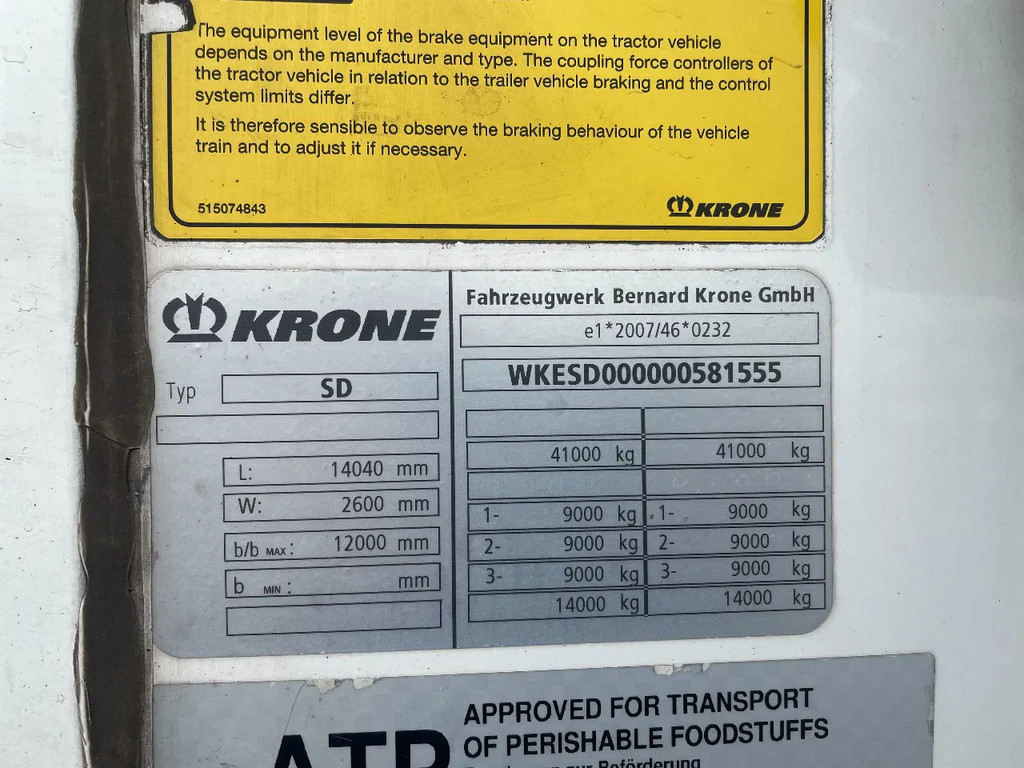 The equipment level of the brake equipment on the tractor vehicle
depends on the manufacturer and type. The coupling force controllers of
the tractor vehicle in relation to the trailer vehicle braking and the control
system limits differ.
It is therefore sensible to observe the braking behaviour of the vehicle
train and to adjust it if necessary.
515074843
KRONE
KRONE
Typ SD
L: 14040 mm
W: 2600 mm
b/b MAX: 12000 mm
b MIN: mm
Fahrzeugwerk Bernard Krone GmbH
e1*2007/46*0232
WKESD000000581555
41000 kg 41000 kg
1- 9000 kg 1- 9000 kg
2- 9000 kg 2- 9000 kg
3- 9000 kg 3- 9000 kg
14000 kg 14000 kg
ATP
APPROVED FOR TRANSPORT
OF PERISHABLE FOODSTUFFS
zur Beförderung